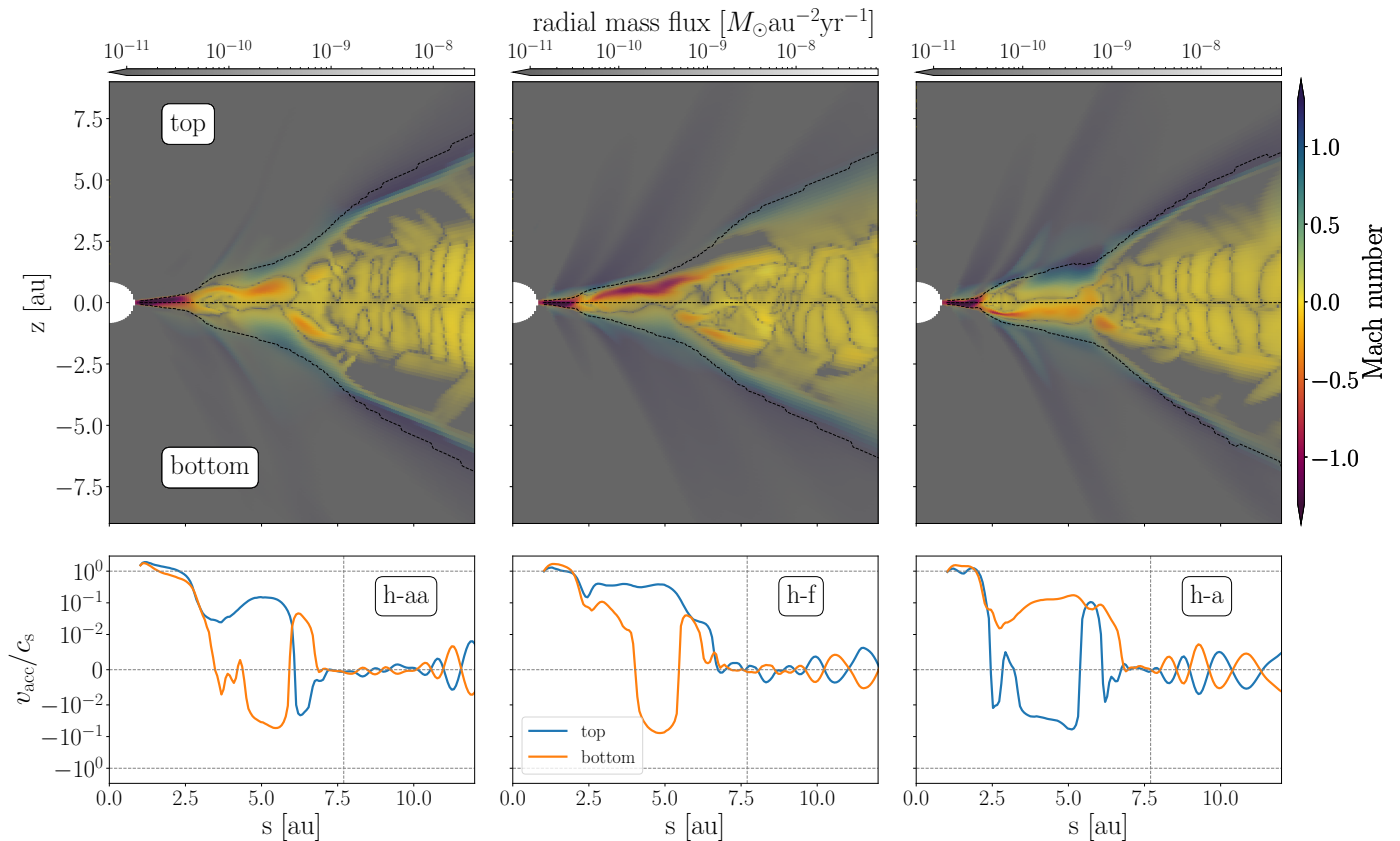 radial mass flux [M⊙au⁻²yr⁻¹]
10⁻¹¹ 10⁻¹⁰ 10⁻⁹ 10⁻⁸ 10⁻¹¹ 10⁻¹⁰ 10⁻⁹ 10⁻⁸ 10⁻¹¹ 10⁻¹⁰ 10⁻⁹ 10⁻⁸
top
bottom
z [au]
7.5
5.0
2.5
0.0
−2.5
−5.0
−7.5
1.0
0.5
0.0
−0.5
−1.0
Mach number
v_acc/c_s
10⁰
10⁻¹
10⁻²
0
−10⁻²
−10⁻¹
−10⁰
h-aa
h-f
h-a
top
bottom
0.0 2.5 5.0 7.5 10.0 0.0 2.5 5.0 7.5 10.0 0.0 2.5 5.0 7.5 10.0
s [au] s [au] s [au]